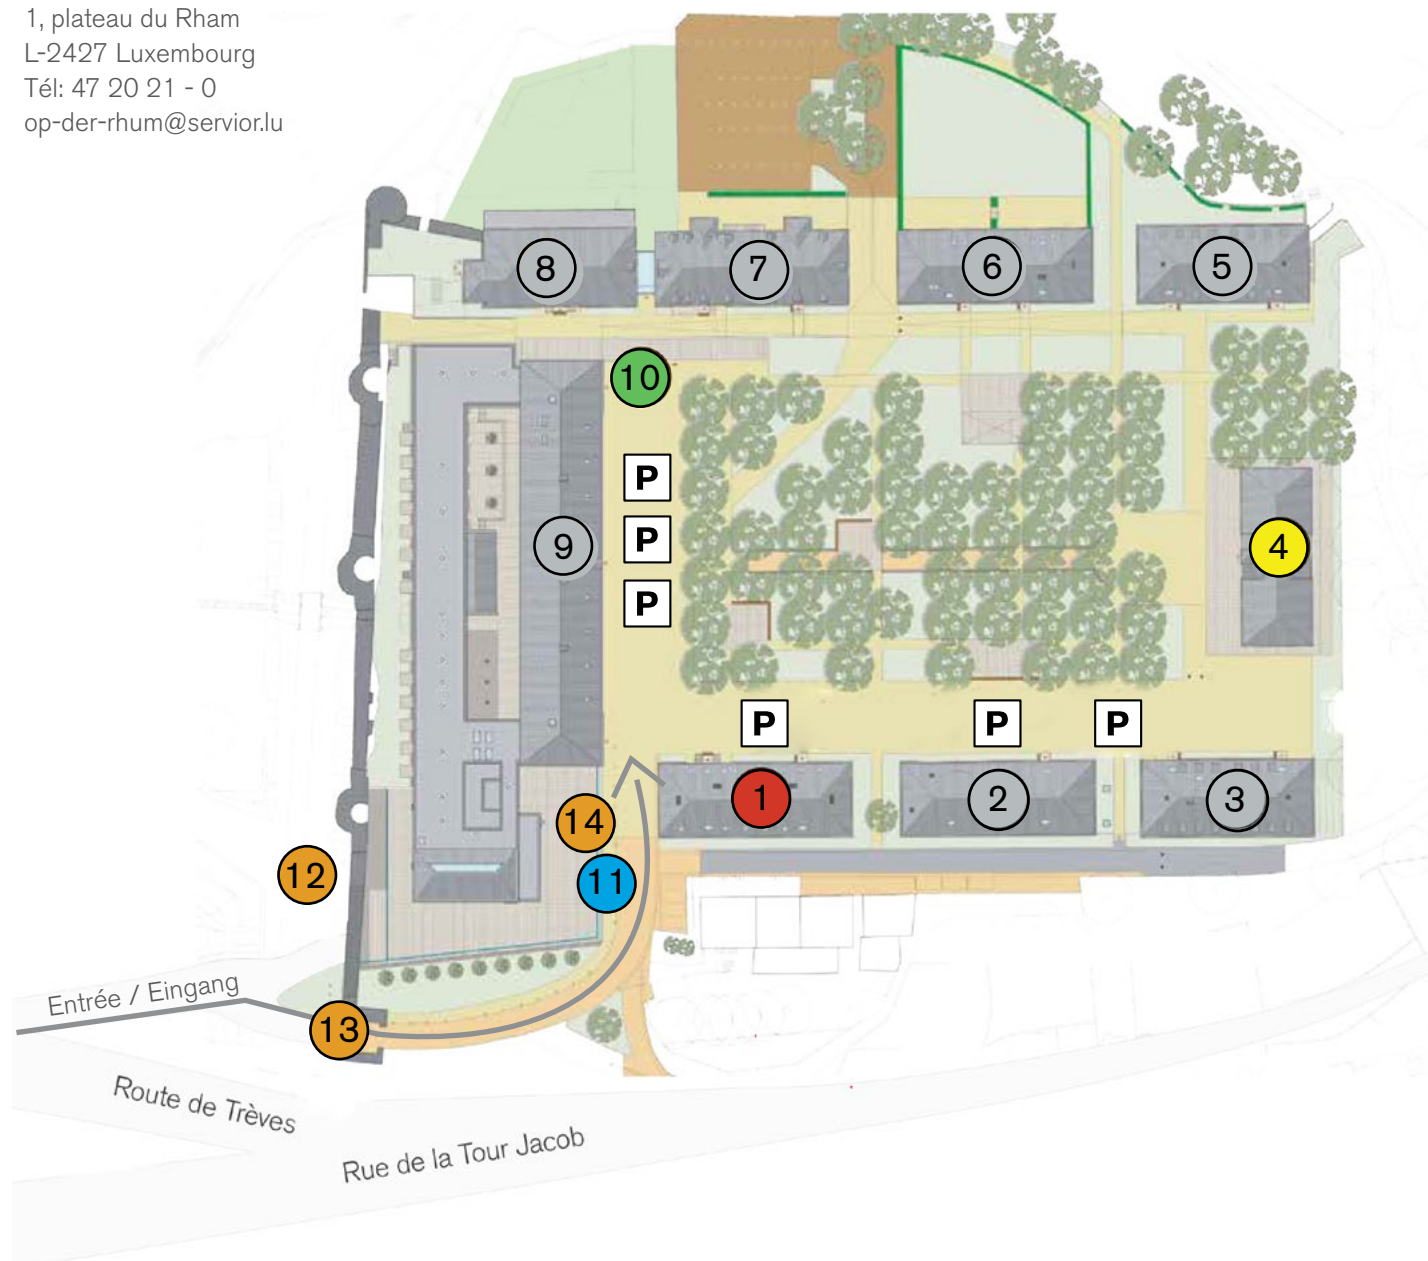 1, plateau du Rham
L-2427 Luxembourg
Tél: 47 20 21 - 0
op-der-rhum@servior.lu
8
7
6
5
10
P
9
P
4
P
P
P
P
1
2
3
14
12
11
Entrée / Eingang
13
Route de Trèves
Rue de la Tour Jacob